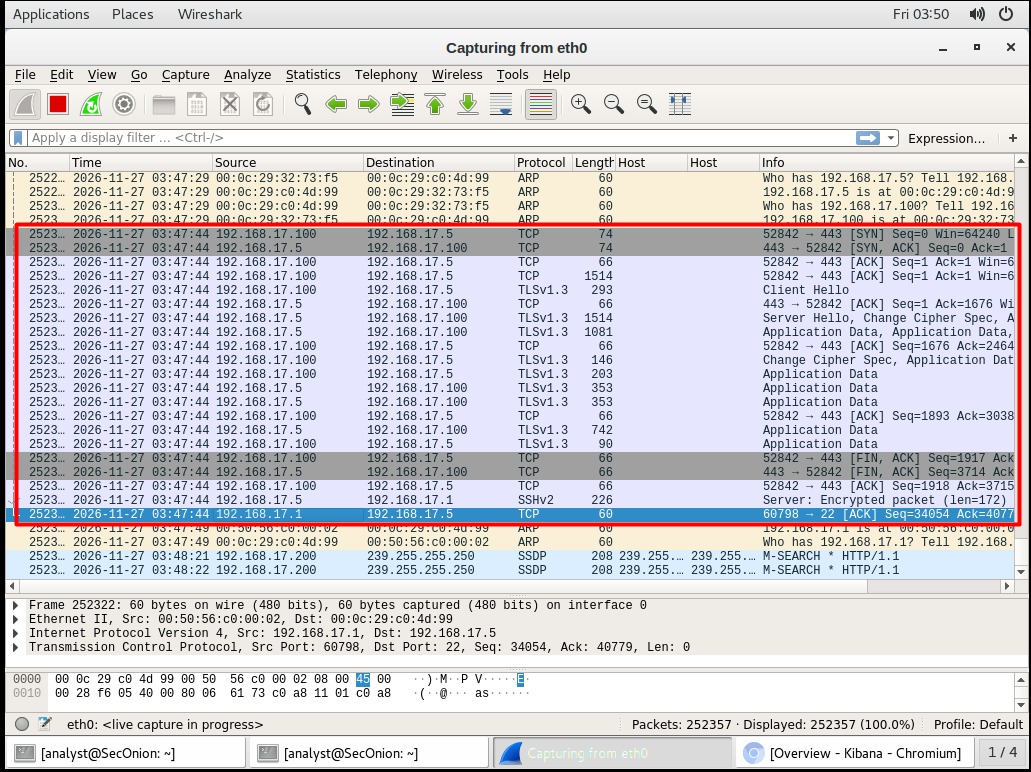 Applications Places Wireshark Fri 03:50
Capturing from eth0
File Edit View Go Capture Analyze Statistics Telephony Wireless Tools Help
Apply a display filter ... <Ctrl-/> Expression... +
No. Time Source Destination Protocol Length Host Host Info
2522... 2026-11-27 03:47:29 00:0c:29:32:73:f5 00:0c:29:c0:4d:99 ARP 60 Who has 192.168.17.5? Tell 192.168.
2523... 2026-11-27 03:47:29 00:0c:29:c0:4d:99 00:0c:29:32:73:f5 ARP 60 192.168.17.5 is at 00:0c:29:c0:4d:9
2523... 2026-11-27 03:47:29 00:0c:29:c0:4d:99 00:0c:29:32:73:f5 ARP 60 Who has 192.168.17.100? Tell 192.16
2523... 2026-11-27 03:47:29 00:0c:29:32:73:f5 00:0c:29:c0:4d:99 ARP 60 192.168.17.100 is at 00:0c:29:32:73
2523... 2026-11-27 03:47:44 192.168.17.100 192.168.17.5 TCP 74 52842 → 443 [SYN] Seq=0 Win=64240 L
2523... 2026-11-27 03:47:44 192.168.17.5 192.168.17.100 TCP 74 443 → 52842 [SYN, ACK] Seq=0 Ack=1
2523... 2026-11-27 03:47:44 192.168.17.100 192.168.17.5 TCP 66 52842 → 443 [ACK] Seq=1 Ack=1 Win=6
2523... 2026-11-27 03:47:44 192.168.17.100 192.168.17.5 TCP 1514 52842 → 443 [ACK] Seq=1 Ack=1 Win=6
2523... 2026-11-27 03:47:44 192.168.17.100 192.168.17.5 TLSv1.3 293 Client Hello
2523... 2026-11-27 03:47:44 192.168.17.5 192.168.17.100 TCP 66 443 → 52842 [ACK] Seq=1 Ack=1676 Wi
2523... 2026-11-27 03:47:44 192.168.17.5 192.168.17.100 TLSv1.3 1514 Server Hello, Change Cipher Spec, A
2523... 2026-11-27 03:47:44 192.168.17.5 192.168.17.100 TLSv1.3 1081 Application Data, Application Data,
2523... 2026-11-27 03:47:44 192.168.17.100 192.168.17.5 TCP 66 52842 → 443 [ACK] Seq=1676 Ack=2464
2523... 2026-11-27 03:47:44 192.168.17.100 192.168.17.5 TLSv1.3 146 Change Cipher Spec, Application Dat
2523... 2026-11-27 03:47:44 192.168.17.100 192.168.17.5 TLSv1.3 203 Application Data
2523... 2026-11-27 03:47:44 192.168.17.5 192.168.17.100 TLSv1.3 353 Application Data
2523... 2026-11-27 03:47:44 192.168.17.5 192.168.17.100 TLSv1.3 353 Application Data
2523... 2026-11-27 03:47:44 192.168.17.100 192.168.17.5 TCP 66 52842 → 443 [ACK] Seq=1893 Ack=3038
2523... 2026-11-27 03:47:44 192.168.17.5 192.168.17.100 TLSv1.3 742 Application Data
2523... 2026-11-27 03:47:44 192.168.17.100 192.168.17.5 TLSv1.3 90 Application Data
2523... 2026-11-27 03:47:44 192.168.17.100 192.168.17.5 TCP 66 52842 → 443 [FIN, ACK] Seq=1917 Ack
2523... 2026-11-27 03:47:44 192.168.17.5 192.168.17.100 TCP 66 443 → 52842 [FIN, ACK] Seq=3714 Ack
2523... 2026-11-27 03:47:44 192.168.17.100 192.168.17.5 TCP 66 52842 → 443 [ACK] Seq=1918 Ack=3715
2523... 2026-11-27 03:47:44 192.168.17.5 192.168.17.1 SSHv2 226 Server: Encrypted packet (len=172)
2523... 2026-11-27 03:47:44 192.168.17.1 192.168.17.5 TCP 60 60798 → 22 [ACK] Seq=34054 Ack=4077
2523... 2026-11-27 03:47:49 00:50:56:c0:00:02 00:0c:29:c0:4d:99 ARP 60 192.168.17.1 is at 00:50:56:c0:00:0
2523... 2026-11-27 03:47:49 00:0c:29:c0:4d:99 00:50:56:c0:00:02 ARP 60 Who has 192.168.17.1? Tell 192.168.
2523... 2026-11-27 03:48:21 192.168.17.200 239.255.255.250 SSDP 208 239.255.... 239.255.... M-SEARCH * HTTP/1.1
2523... 2026-11-27 03:48:22 192.168.17.200 239.255.255.250 SSDP 208 239.255.... 239.255.... M-SEARCH * HTTP/1.1
Frame 252322: 60 bytes on wire (480 bits), 60 bytes captured (480 bits) on interface 0
Ethernet II, Src: 00:50:56:c0:00:02, Dst: 00:0c:29:c0:4d:99
Internet Protocol Version 4, Src: 192.168.17.1, Dst: 192.168.17.5
Transmission Control Protocol, Src Port: 60798, Dst Port: 22, Seq: 34054, Ack: 40779, Len: 0
0000 00 0c 29 c0 4d 99 00 50 56 c0 00 02 08 00 45 00 ··)·M··P V·····E·
0010 00 28 f6 05 40 00 80 06 61 73 c0 a8 11 01 c0 a8 ·(··@··· as······
eth0: <live capture in progress> Packets: 252357 · Displayed: 252357 (100.0%) Profile: Default
[analyst@SecOnion: ~] [analyst@SecOnion: ~] Capturing from eth0 [Overview - Kibana - Chromium] 1 / 4